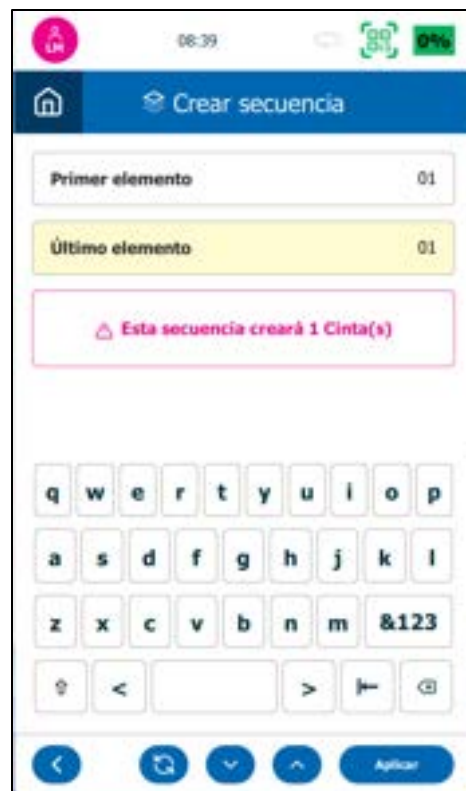 LM 08:39 0%
Crear secuencia
Primer elemento 01
Último elemento 01
Esta secuencia creará 1 Cinta(s)
q w e r t y u i o p
a s d f g h j k l
z x c v b n m &123
< >
Aplicar